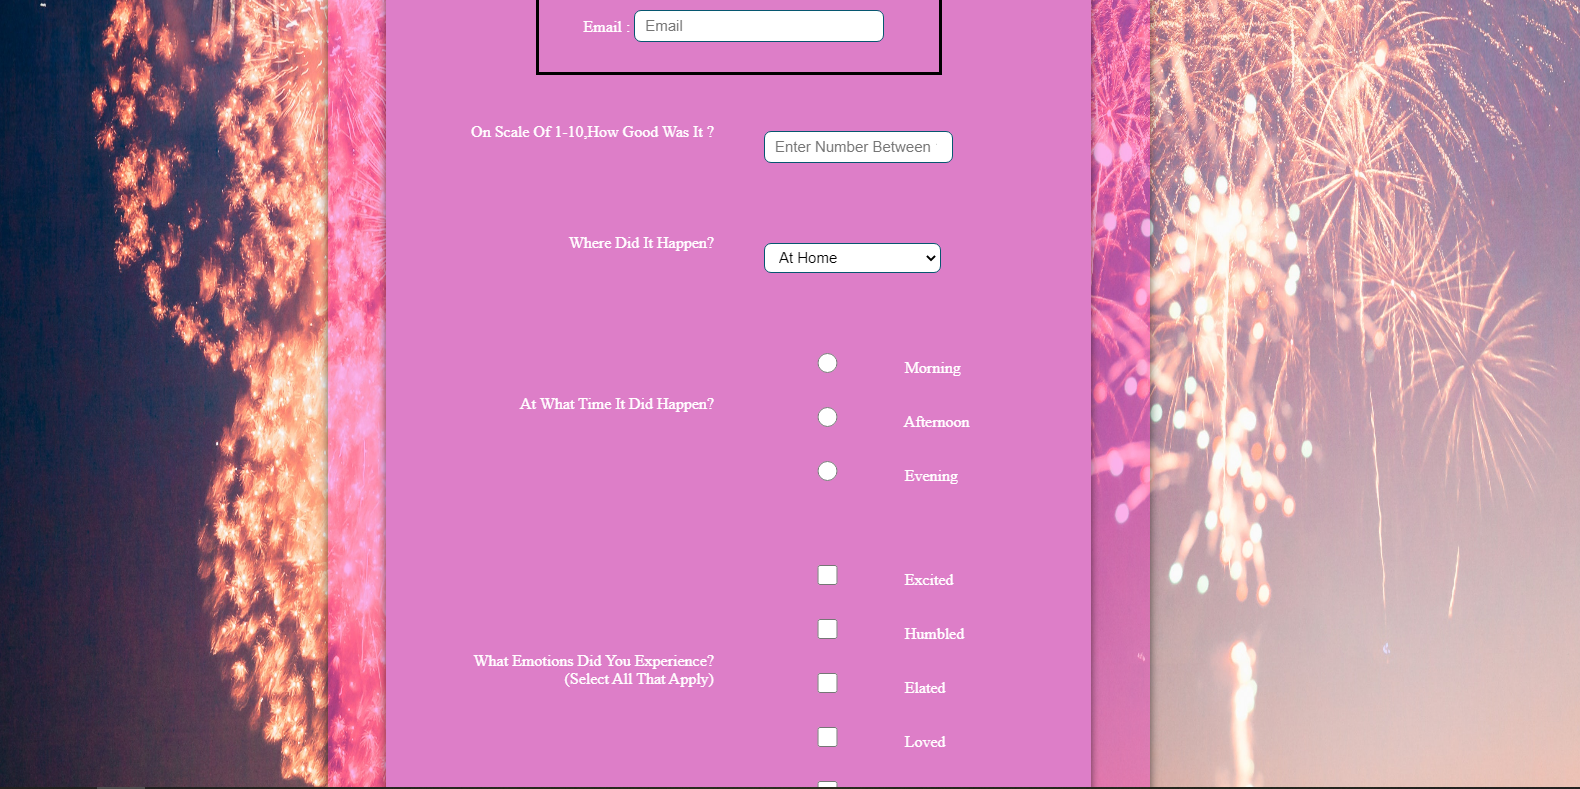 Email : Email
On Scale Of 1-10,How Good Was It ?
Enter Number Between
Where Did It Happen?
At Home
At What Time It Did Happen?
Morning
Afternoon
Evening
What Emotions Did You Experience?
(Select All That Apply)
Excited
Humbled
Elated
Loved